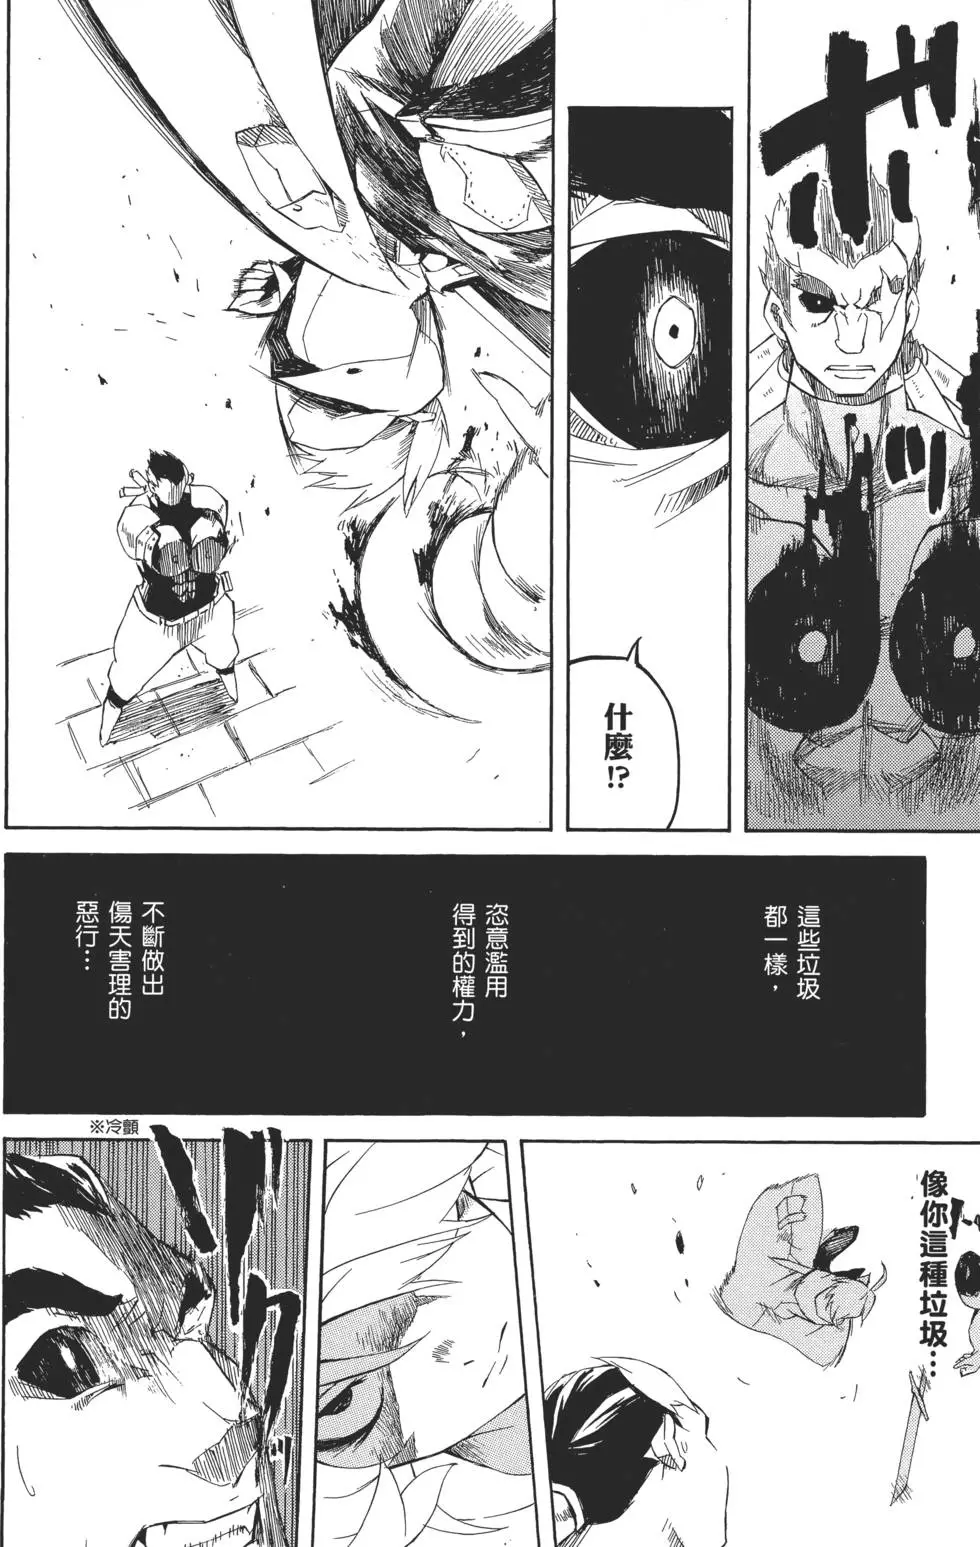 什麼!?
這些垃圾
都一樣，
恣意濫用
得到的權力，
不斷做出
傷天害理的
惡行…
像你這種垃圾…
※冷顫